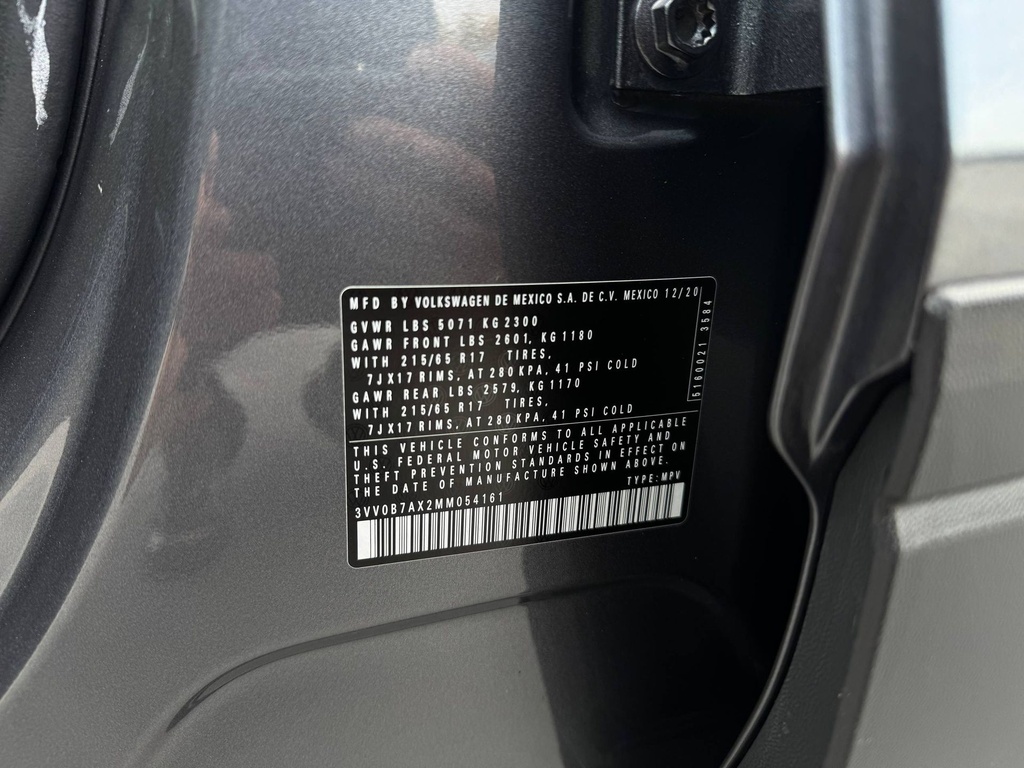 MFD BY VOLKSWAGEN DE MEXICO S.A. DE C.V. MEXICO 12/20
GVWR LBS 5071 KG 2300
GAWR FRONT LBS 2601, KG 1180
WITH 215/65 R17 TIRES,
7JX17 RIMS, AT 280 KPA, 41 PSI COLD
GAWR REAR LBS 2579, KG 1170
WITH 215/65 R17 TIRES,
7JX17 RIMS, AT 280 KPA, 41 PSI COLD
5160021 3584
THIS VEHICLE CONFORMS TO ALL APPLICABLE
U.S. FEDERAL MOTOR VEHICLE SAFETY AND
THEFT PREVENTION STANDARDS IN EFFECT ON
THE DATE OF MANUFACTURE SHOWN ABOVE.
TYPE: MPV
3VV0B7AX2MM054161